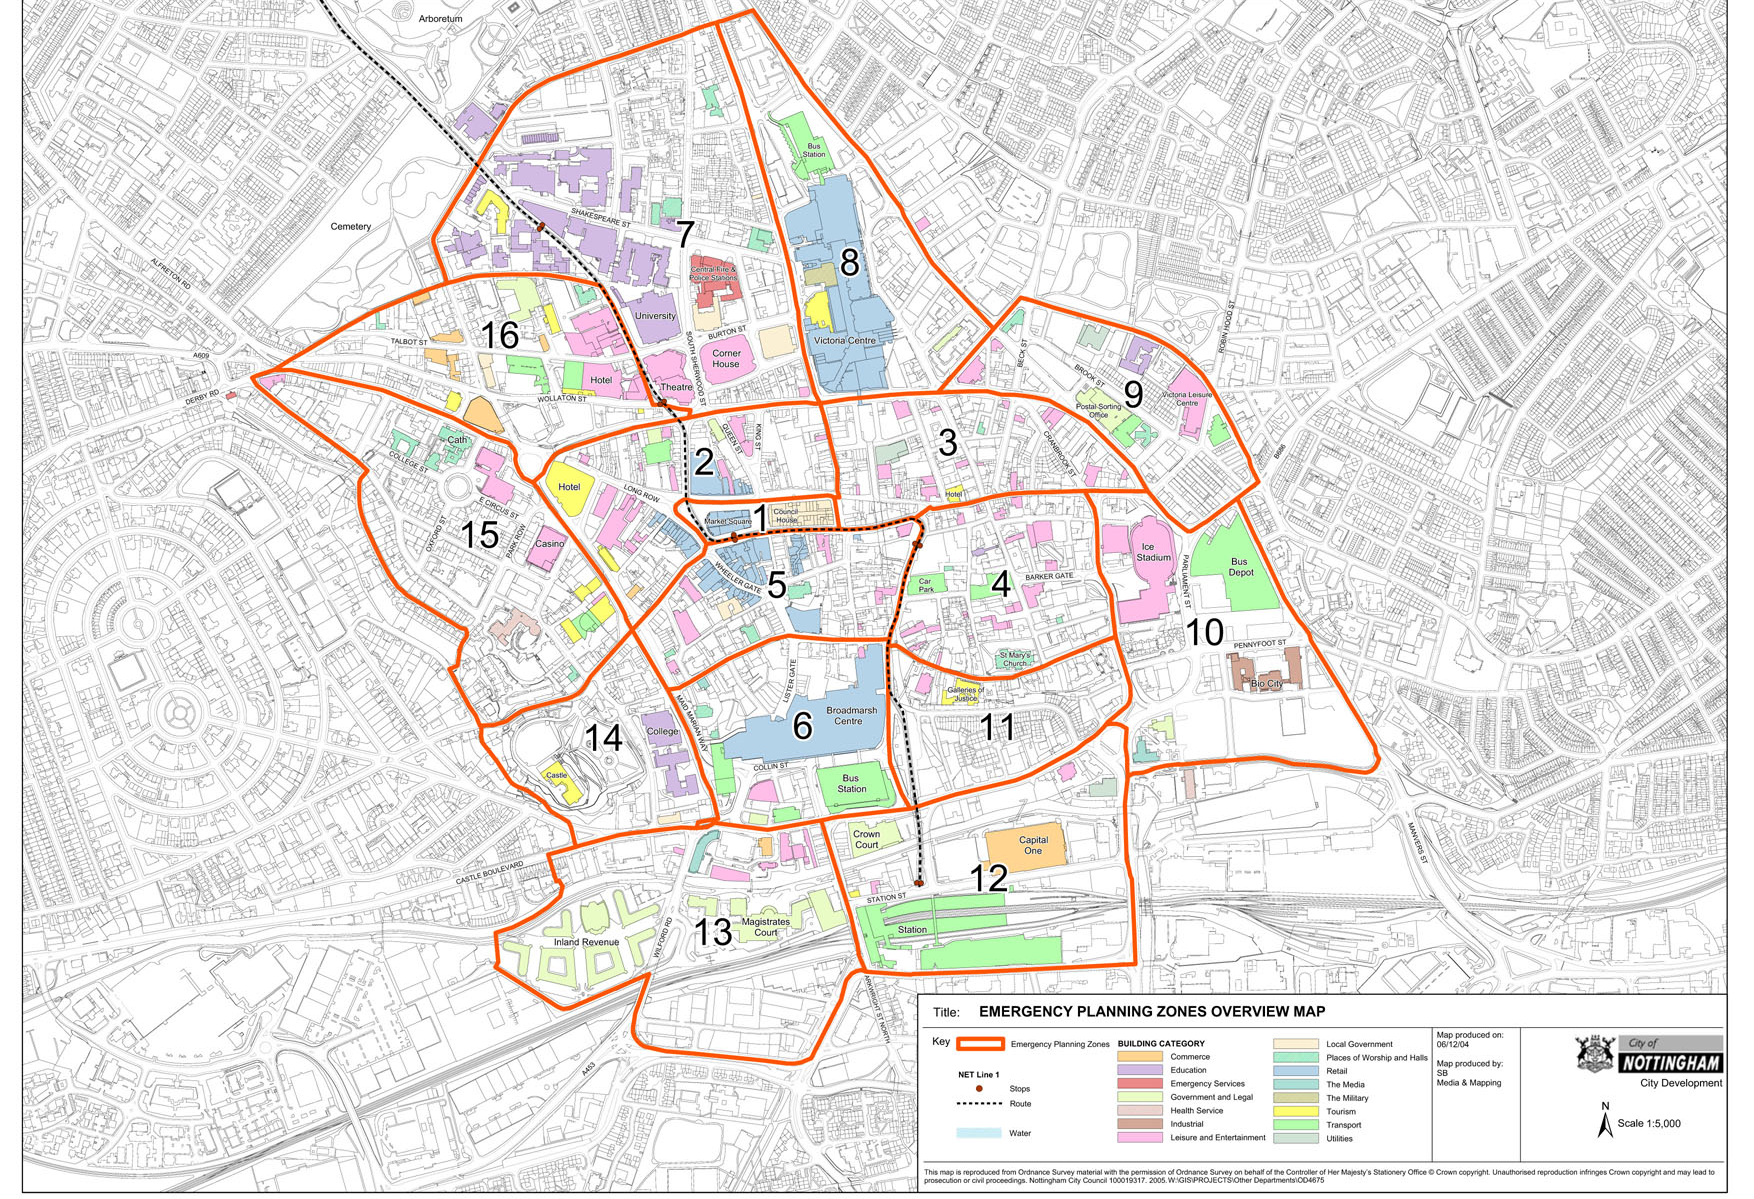 Arboretum
Cemetery
ALFRETON RD
Bus
Station
SHAKESPEARE ST
7
8
Central Fire &
Police Stations
University
SOUTH SHERWOOD ST
BURTON ST
Corner
House
Victoria Centre
16
TALBOT ST
A609
DERBY RD
Hotel
WOLLATON ST
Theatre
BECK ST
BROOK ST
9
ROBIN HOOD ST
Victoria Leisure
Centre
Postal Sorting
Office
B686
CRANBROOK ST
3
Hotel
QUEEN ST
KING ST
2
Cath
COLLEGE ST
E CIRCUS ST
OXFORD ST
PARK ROW
15
Casino
Hotel
LONG ROW
Market Square
1
Council
House
WHEELER GATE
5
Car
Park
4
BARKER GATE
Ice
Stadium
PARLIAMENT ST
Bus
Depot
10
PENNYFOOT ST
Bio City
St Mary's
Church
Galleries of
Justice
11
LISTER GATE
Broadmarsh
Centre
6
MAID MARIAN WAY
COLLIN ST
Bus
Station
14
College
Castle
CASTLE BOULEVARD
Crown
Court
Capital
One
12
STATION ST
Station
MANVERS ST
13
Magistrates
Court
WILFORD RD
Inland Revenue
ARKWRIGHT ST NORTH
A453
Title: EMERGENCY PLANNING ZONES OVERVIEW MAP
Key
Emergency Planning Zones
NET Line 1
Stops
Route
Water
BUILDING CATEGORY
Commerce
Education
Emergency Services
Government and Legal
Health Service
Industrial
Leisure and Entertainment
Local Government
Places of Worship and Halls
Retail
The Media
The Military
Tourism
Transport
Utilities
Map produced on:
06/12/04
Map produced by:
SB
Media & Mapping
City of
NOTTINGHAM
City Development
N
Scale 1:5,000
This map is reproduced from Ordnance Survey material with the permission of Ordnance Survey on behalf of the Controller of Her Majesty's Stationery Office © Crown copyright. Unauthorised reproduction infringes Crown copyright and may lead to
prosecution or civil proceedings. Nottingham City Council 100019317. 2005. W:\GIS\PROJECTS\Other Departments\OD4675